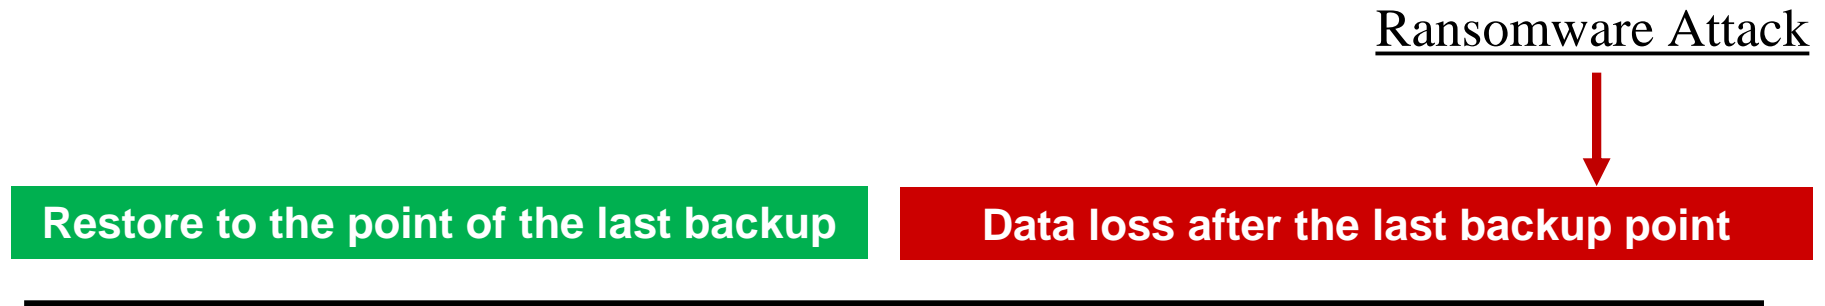 Ransomware Attack
Restore to the point of the last backup
Data loss after the last backup point